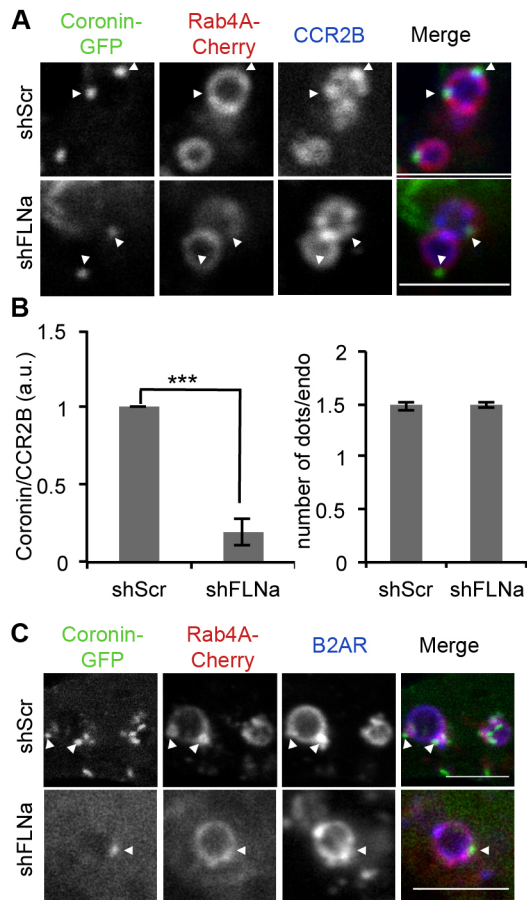 A
Coronin-GFP Rab4A-Cherry CCR2B Merge
shScr
shFLNa
B
1.5
1
0.5
0
Coronin/CCR2B (a.u.)
***
shScr shFLNa
2
1.5
1
0.5
0
number of dots/endo
shScr shFLNa
C
Coronin-GFP Rab4A-Cherry B2AR Merge
shScr
shFLNa